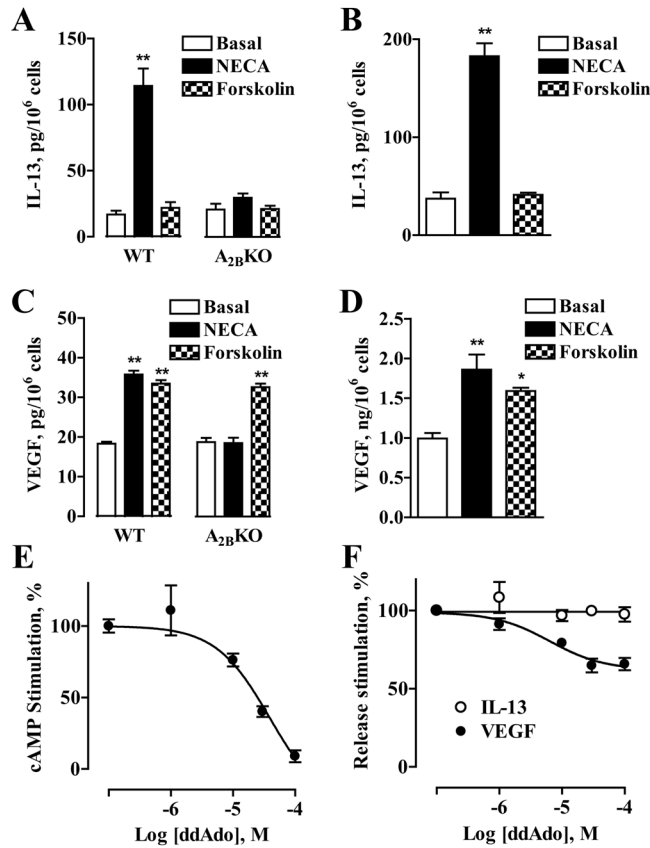 A
IL-13, pg/10⁶ cells
150
100
50
0
**
Basal
NECA
Forskolin
WT
A₂BKO
B
IL-13, pg/10⁶ cells
200
100
0
**
Basal
NECA
Forskolin
C
VEGF, pg/10⁶ cells
50
40
30
20
10
0
**
**
**
Basal
NECA
Forskolin
WT
A₂BKO
D
VEGF, ng/10⁶ cells
2.5
2.0
1.5
1.0
0.5
0.0
**
*
Basal
NECA
Forskolin
E
cAMP Stimulation, %
100
50
0
-6
-5
-4
Log [ddAdo], M
F
Release stimulation, %
100
50
0
IL-13
VEGF
-6
-5
-4
Log [ddAdo], M